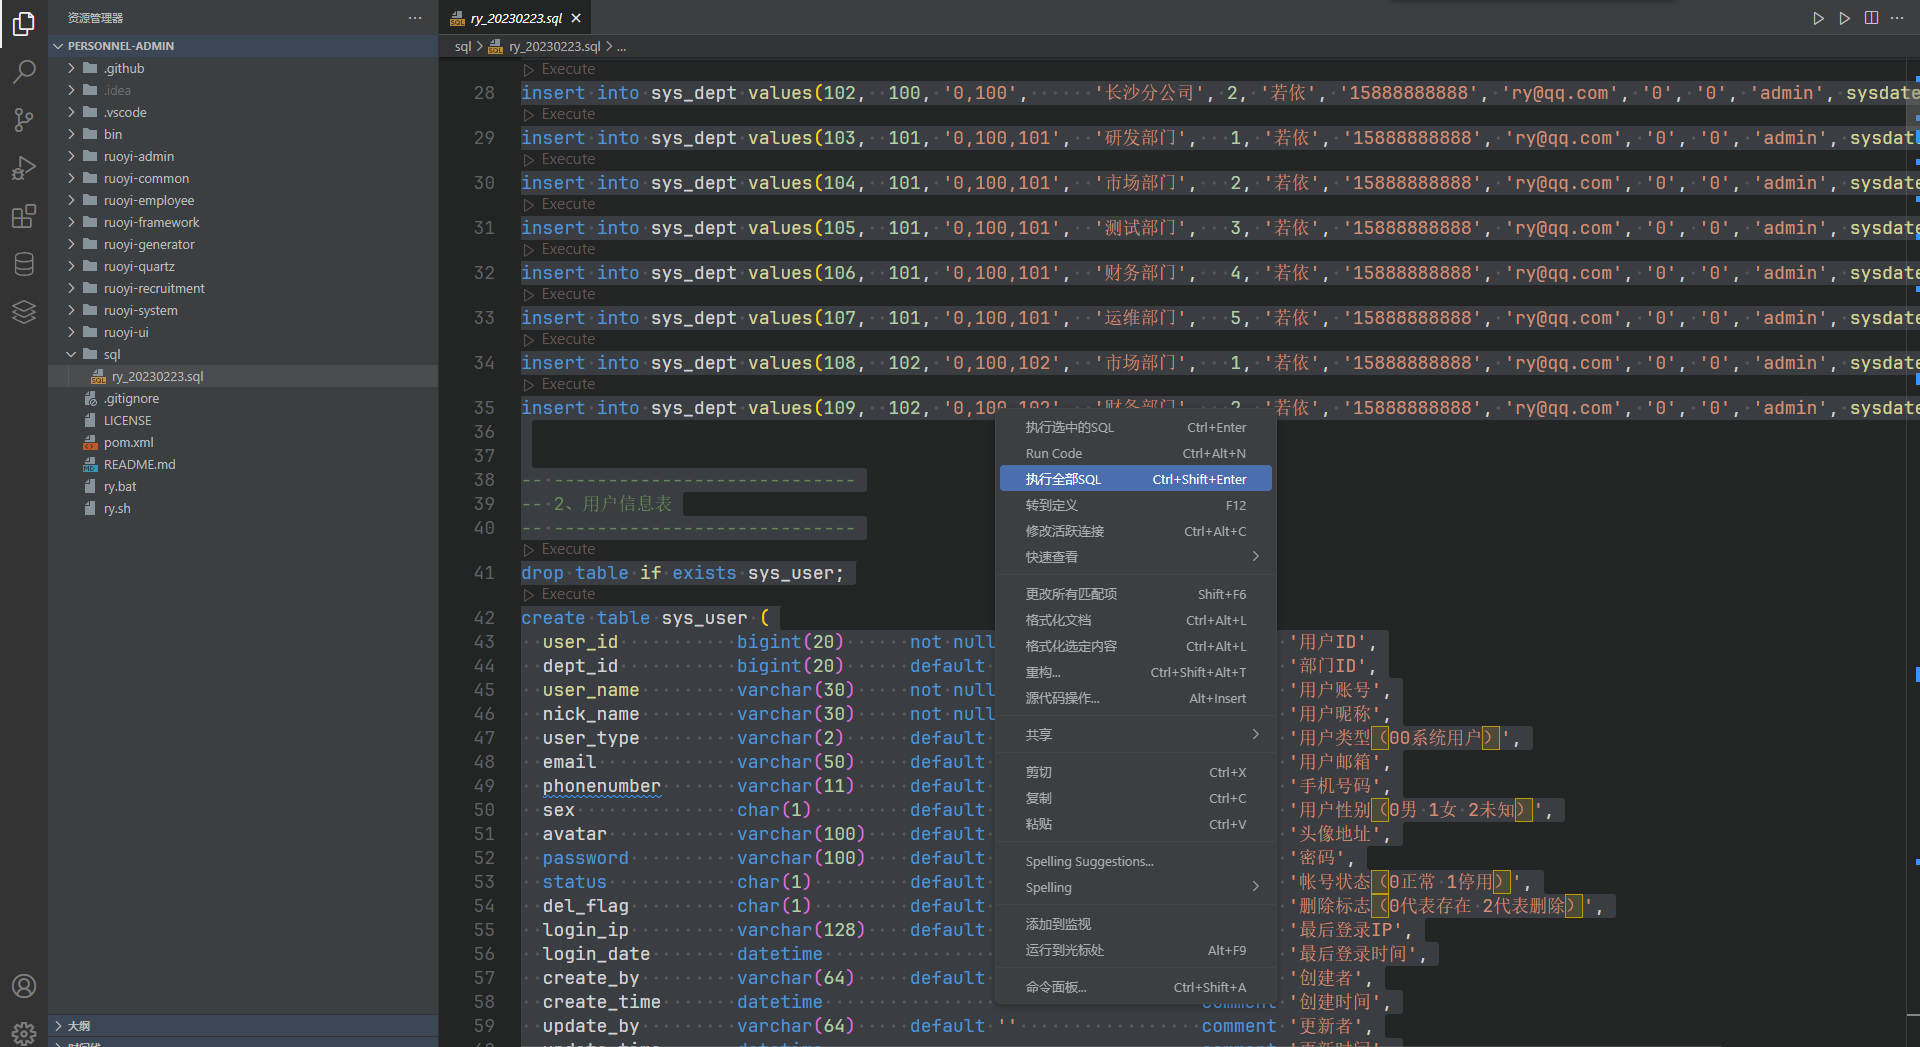 资源管理器
PERSONNEL-ADMIN
.github
.idea
.vscode
bin
ruoyi-admin
ruoyi-common
ruoyi-employee
ruoyi-framework
ruoyi-generator
ruoyi-quartz
ruoyi-recruitment
ruoyi-system
ruoyi-ui
sql
ry_20230223.sql
.gitignore
LICENSE
pom.xml
README.md
ry.bat
ry.sh
大纲
ry_20230223.sql
sql > ry_20230223.sql > ...
Execute
28 insert into sys_dept values(102, 100, '0,100', '长沙分公司', 2, '若依', '15888888888', 'ry@qq.com', '0', '0', 'admin', sysdate
Execute
29 insert into sys_dept values(103, 101, '0,100,101', '研发部门', 1, '若依', '15888888888', 'ry@qq.com', '0', '0', 'admin', sysdat
Execute
30 insert into sys_dept values(104, 101, '0,100,101', '市场部门', 2, '若依', '15888888888', 'ry@qq.com', '0', '0', 'admin', sysdate
Execute
31 insert into sys_dept values(105, 101, '0,100,101', '测试部门', 3, '若依', '15888888888', 'ry@qq.com', '0', '0', 'admin', sysdate
Execute
32 insert into sys_dept values(106, 101, '0,100,101', '财务部门', 4, '若依', '15888888888', 'ry@qq.com', '0', '0', 'admin', sysdate
Execute
33 insert into sys_dept values(107, 101, '0,100,101', '运维部门', 5, '若依', '15888888888', 'ry@qq.com', '0', '0', 'admin', sysdate
Execute
34 insert into sys_dept values(108, 102, '0,100,102', '市场部门', 1, '若依', '15888888888', 'ry@qq.com', '0', '0', 'admin', sysdate
Execute
35 insert into sys_dept values(109, 102, '0,100,102', '财务部门', 2, '若依', '15888888888', 'ry@qq.com', '0', '0', 'admin', sysdate
36
37
38 -- ----------------------------
39 -- 2、用户信息表
40 -- ----------------------------
Execute
41 drop table if exists sys_user;
Execute
42 create table sys_user (
43 user_id bigint(20) not null '用户ID',
44 dept_id bigint(20) default '部门ID',
45 user_name varchar(30) not null '用户账号',
46 nick_name varchar(30) not null '用户昵称',
47 user_type varchar(2) default '用户类型（00系统用户）',
48 email varchar(50) default '用户邮箱',
49 phonenumber varchar(11) default '手机号码',
50 sex char(1) default '用户性别（0男 1女 2未知）',
51 avatar varchar(100) default '头像地址',
52 password varchar(100) default '密码',
53 status char(1) default '帐号状态（0正常 1停用）',
54 del_flag char(1) default '删除标志（0代表存在 2代表删除）',
55 login_ip varchar(128) default '最后登录IP',
56 login_date datetime '最后登录时间',
57 create_by varchar(64) default '创建者',
58 create_time datetime comment '创建时间',
59 update_by varchar(64) default '' comment '更新者',
执行选中的SQL Ctrl+Enter
Run Code Ctrl+Alt+N
执行全部SQL Ctrl+Shift+Enter
转到定义 F12
修改活跃连接 Ctrl+Alt+C
快速查看
更改所有匹配项 Shift+F6
格式化文档 Ctrl+Alt+L
格式化选定内容 Ctrl+Alt+L
重构... Ctrl+Shift+Alt+T
源代码操作... Alt+Insert
共享
剪切 Ctrl+X
复制 Ctrl+C
粘贴 Ctrl+V
Spelling Suggestions...
Spelling
添加到监视
运行到光标处 Alt+F9
命令面板... Ctrl+Shift+A